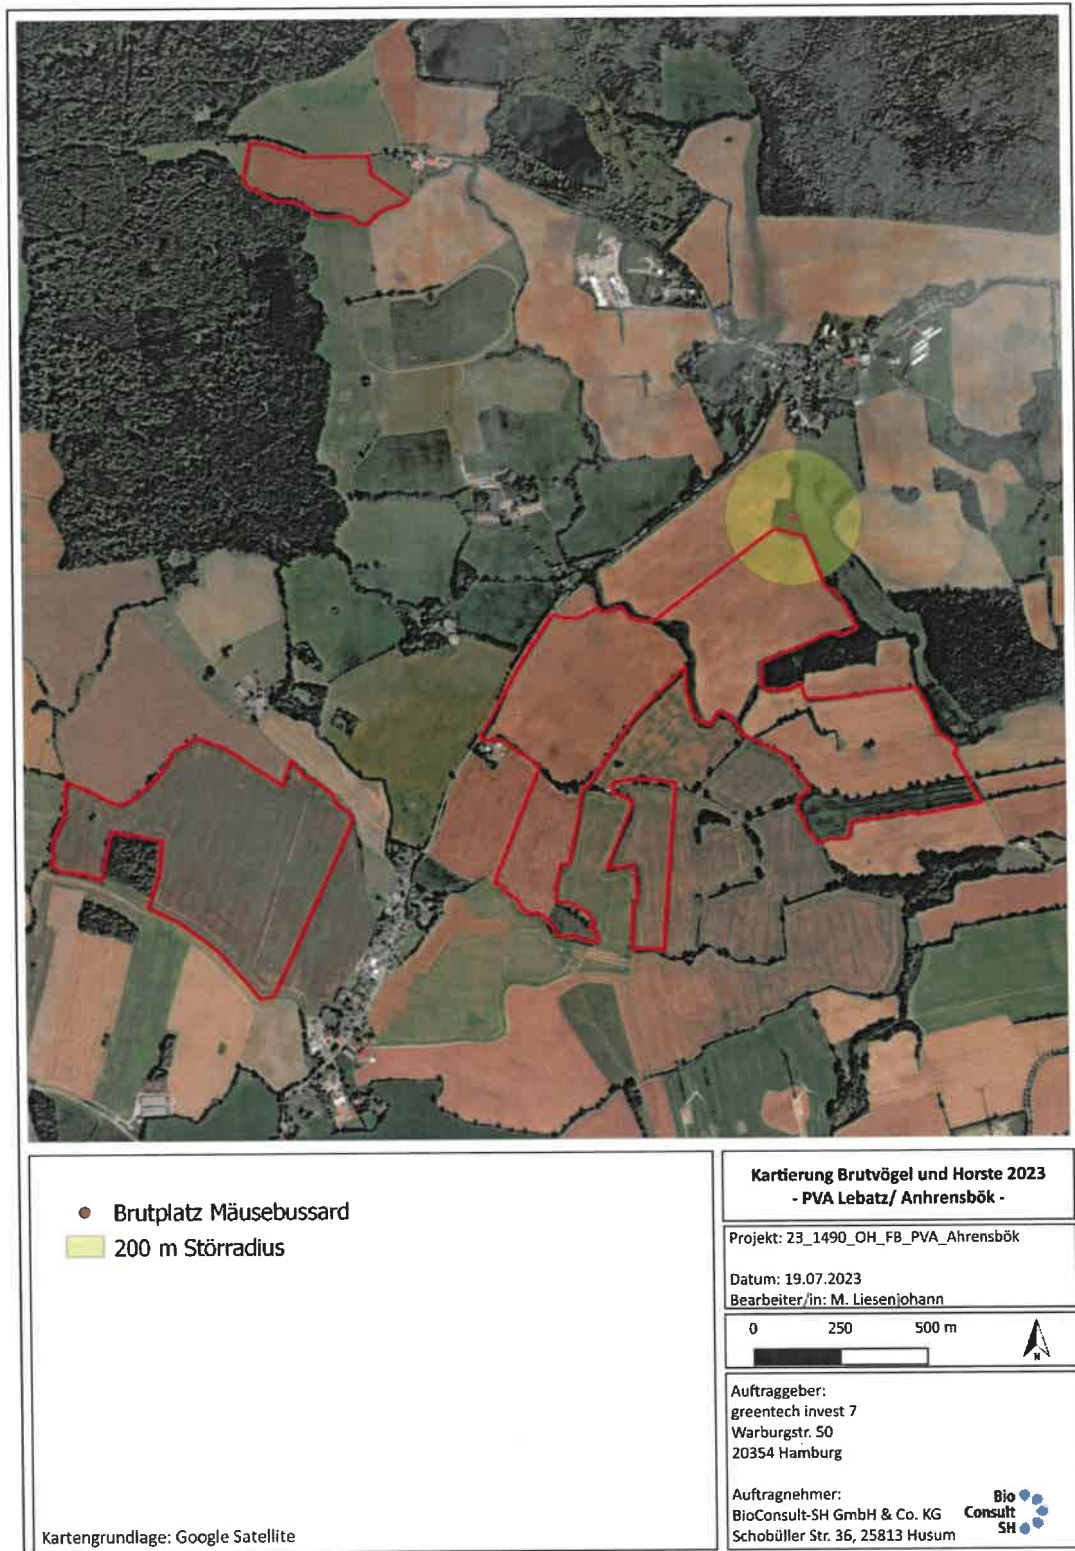 Brutplatz Mäusebussard
200 m Störradius
Kartengrundlage: Google Satellite
Kartierung Brutvögel und Horste 2023
- PVA Lebatz/ Anhrensbök -
Projekt: 23_1490_OH_FB_PVA_Ahrensbök
Datum: 19.07.2023
Bearbeiter/in: M. Liesenjohann
0 250 500 m
N
Auftraggeber:
greentech invest 7
Warburgstr. 50
20354 Hamburg
Auftragnehmer:
BioConsult-SH GmbH & Co. KG
Schobüller Str. 36, 25813 Husum
Bio
Consult
SH